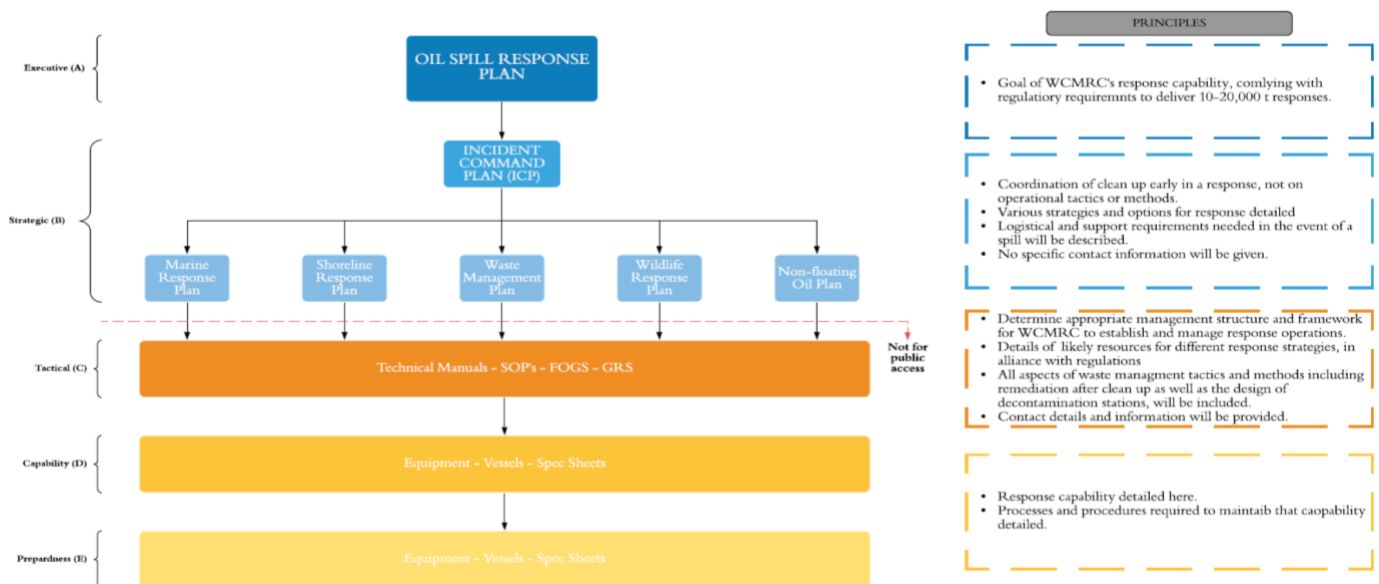 PRINCIPLES
Executive (A)
OIL SPILL RESPONSE
PLAN
• Goal of WCMRC's response capability, comlying with
regulatiory requiremnts to deliver 10-20,000 t responses.
Strategic (B)
INCIDENT
COMMAND
PLAN (ICP)
Marine
Response
Plan
Shoreline
Response
Plan
Waste
Management
Plan
Wildlife
Response
Plan
Non-floating
Oil Plan
• Coordination of clean up early in a response, not on
operational tactics or methods.
• Various strategies and options for response detailed
• Logistical and support requirements needed in the event of a
spill will be described.
• No specific contact information will be given.
Not for
public
access
Tactical (C)
Technical Manuals - SOP's - FOGS - GRS
• Determine appropriate management structure and framework
for WCMRC to establish and manage response operations.
• Details of likely resources for different response strategies, in
alliance with regulations
• All aspects of waste managment tactics and methods including
remediation after clean up as well as the design of
decontamination stations, will be included.
• Contact details and information will be provided.
Capability (D)
Equipment - Vessels - Spec Sheets
• Response capability detailed here.
• Processes and procedures required to maintaib that caopability
detailed.
Prepardness (E)
Equipment - Vessels - Spec Sheets